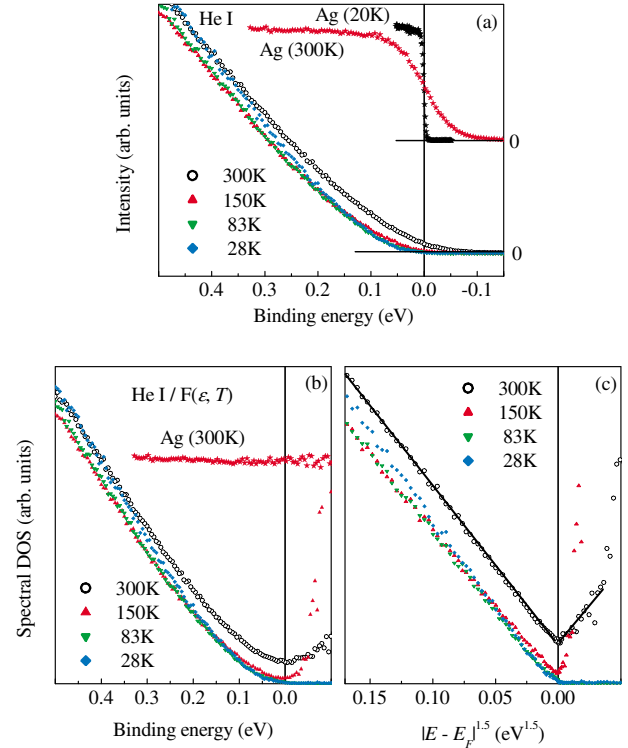 He I
Ag (20K)
(a)
Ag (300K)
0
Intensity (arb. units)
300K
150K
83K
28K
0
0.4 0.3 0.2 0.1 0.0 -0.1
Binding energy (eV)
(b)
He I / F(ε, T)
Ag (300K)
Spectral DOS (arb. units)
300K
150K
83K
28K
0.4 0.3 0.2 0.1 0.0
Binding energy (eV)
(c)
300K
150K
83K
28K
0.15 0.10 0.05 0.00
|E - E_F|^1.5 (eV^1.5)